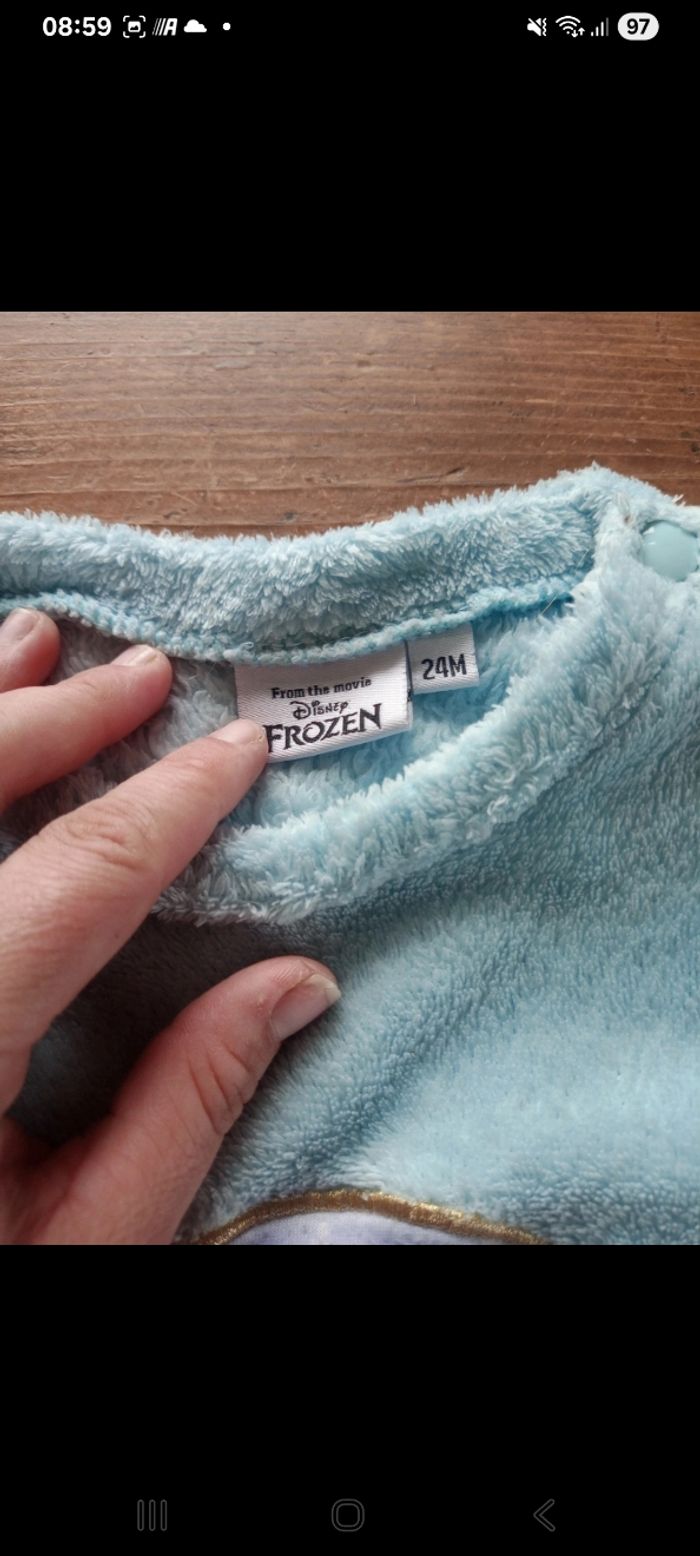 08:59
97
From the movie
Disney
FROZEN
24M